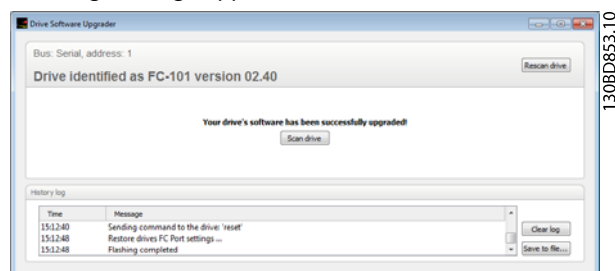 Drive Software Upgrader
Bus: Serial, address: 1
Drive identified as FC-101 version 02.40
Rescan drive
Your drive's software has been successfully upgraded!
Scan drive
History log
Time Message
15:12:40 Sending command to the drive: 'reset'
15:12:48 Restore drives FC Port settings ...
15:12:48 Flashing completed
Clear log
Save to file...
130BD853.10